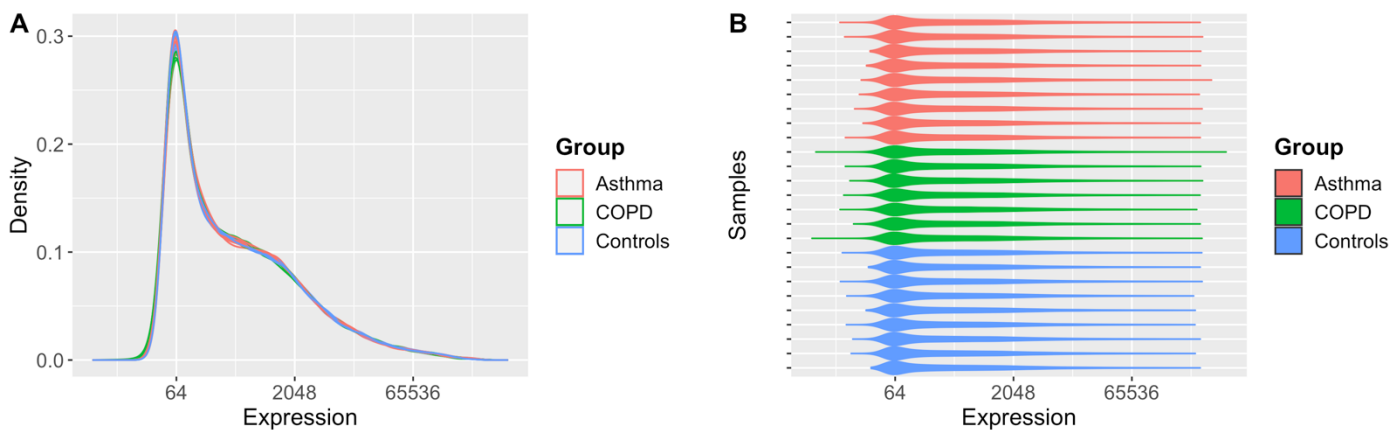 A
0.3
0.2
0.1
0.0
Density
64
2048
65536
Expression
Group
Asthma
COPD
Controls
B
Samples
64
2048
65536
Expression
Group
Asthma
COPD
Controls